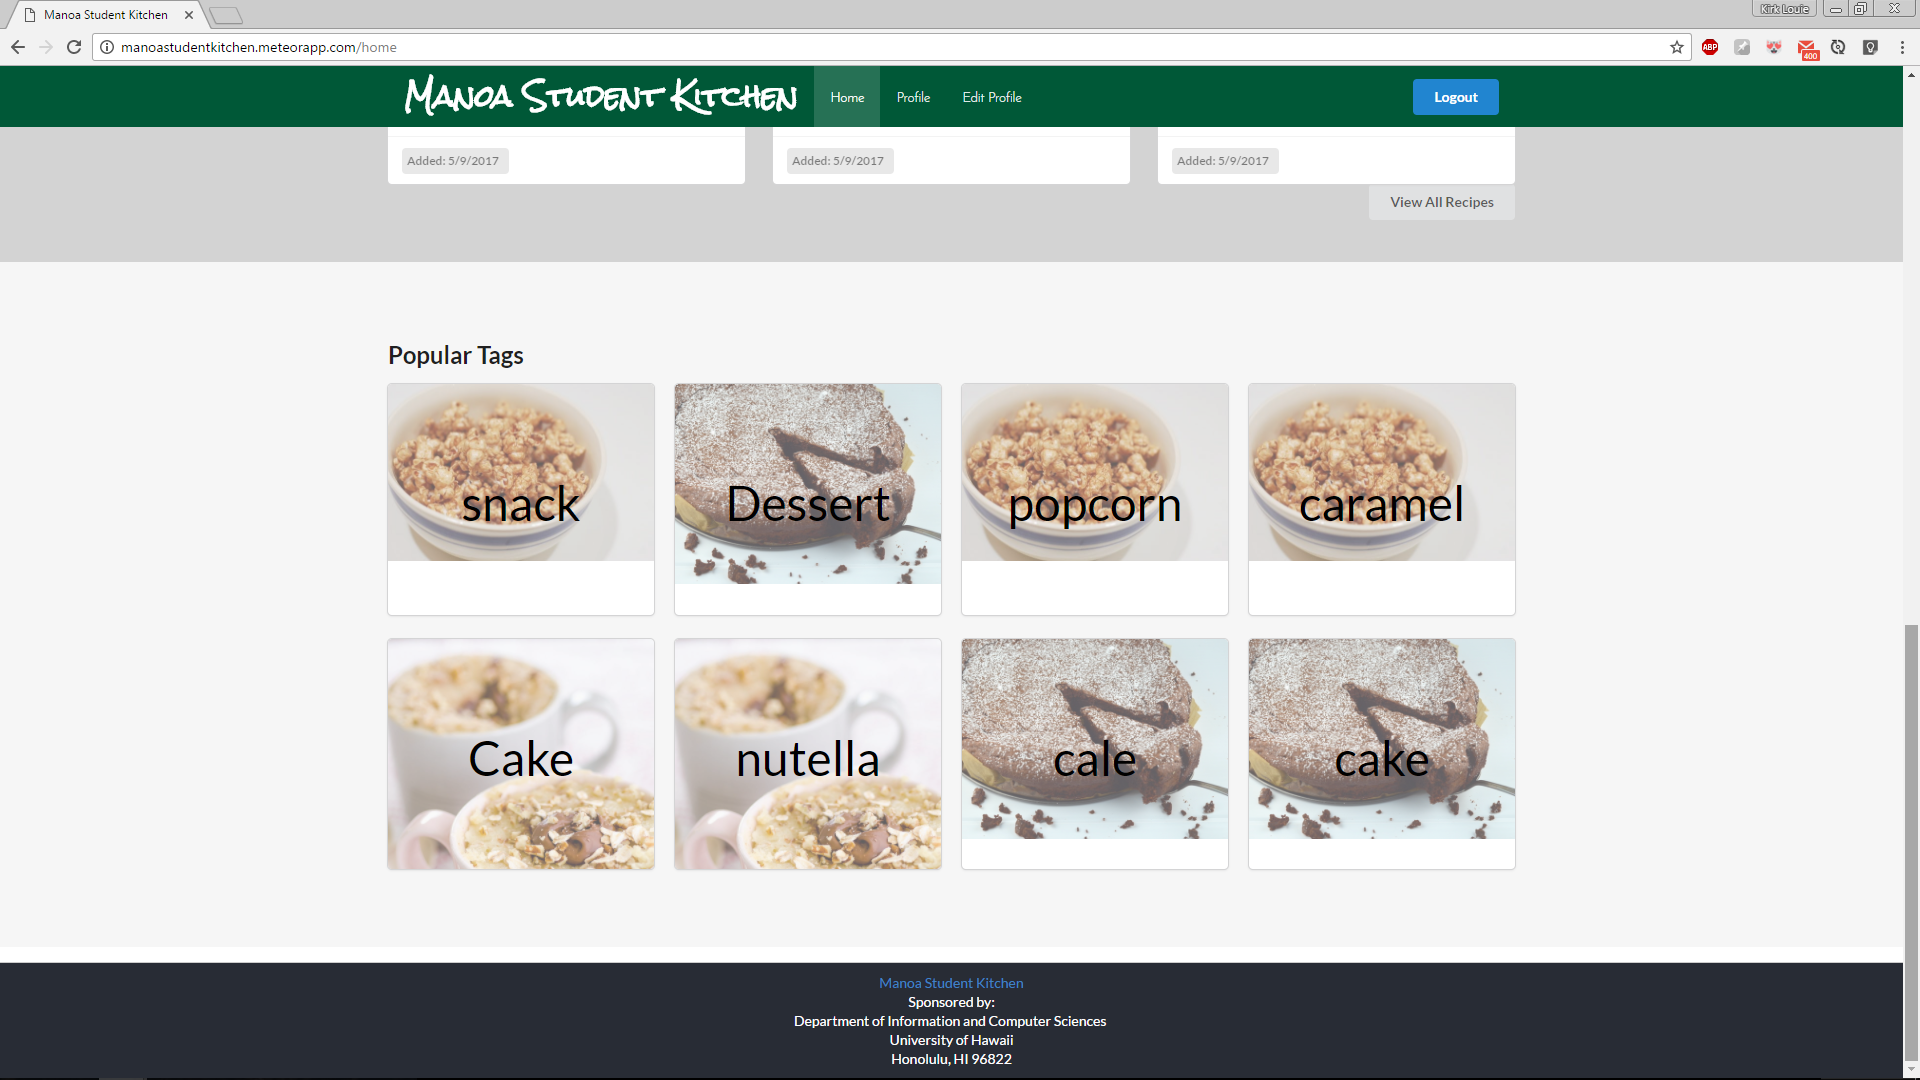 Manoa Student Kitchen
Kirk Louie
manoastudentkitchen.meteorapp.com/home
ABP
400
Manoa Student Kitchen
Home
Profile
Edit Profile
Logout
Added: 5/9/2017
Added: 5/9/2017
Added: 5/9/2017
View All Recipes
Popular Tags
snack
Dessert
popcorn
caramel
Cake
nutella
cale
cake
Manoa Student Kitchen
Sponsored by:
Department of Information and Computer Sciences
University of Hawaii
Honolulu, HI 96822